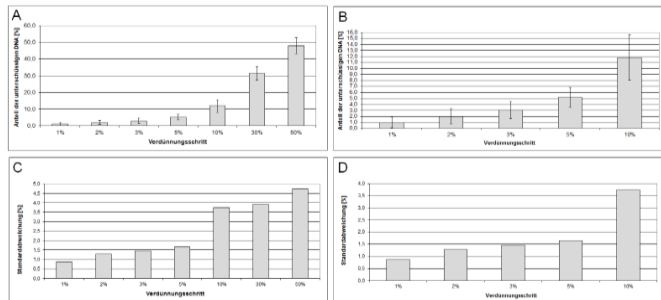 A
Anteil der unterschüssigen DNA [%]
60,0
50,0
40,0
30,0
20,0
10,0
0,0
1% 2% 3% 5% 10% 30% 50%
Verdünnungsschritt
B
Anteil der unterschüssigen DNA [%]
16,0
15,0
14,0
13,0
12,0
11,0
10,0
9,0
8,0
7,0
6,0
5,0
4,0
3,0
2,0
1,0
0,0
1% 2% 3% 5% 10%
Verdünnungsschritt
C
Standardabweichung [%]
5,0
4,5
4,0
3,5
3,0
2,5
2,0
1,5
1,0
0,5
0,0
1% 2% 3% 5% 10% 30% 50%
Verdünnungsschritt
D
Standardabweichung [%]
4,0
3,5
3,0
2,5
2,0
1,5
1,0
0,5
0,0
1% 2% 3% 5% 10%
Verdünnungsschritt